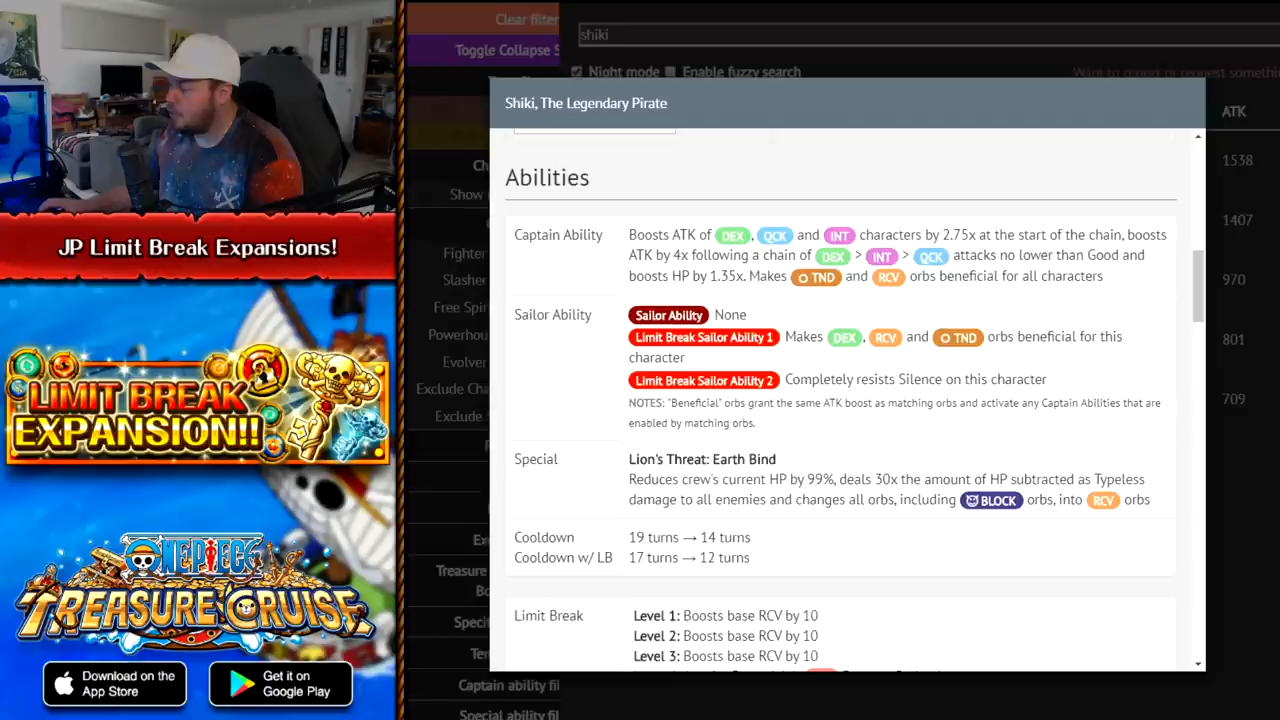 JP Limit Break Expansions!
LIMIT BREAK
EXPANSION!!
ONE PIECE
TREASURE CRUISE
Download on the
App Store
Get it on
Google Play
Clear filter
Toggle Collapse S
Show
Fighter
Slasher
Free Spir
Powerhou
Evolver
Exclude Cha
Exclude
Treasure
Captain ability fil
Special ability fil
shiki
Night mode Enable fuzzy search
ATK
1538
1407
970
801
709
Shiki, The Legendary Pirate
Abilities
Captain Ability
Boosts ATK of DEX, QCK and INT characters by 2.75x at the start of the chain, boosts
ATK by 4x following a chain of DEX > INT > QCK attacks no lower than Good and
boosts HP by 1.35x. Makes TND and RCV orbs beneficial for all characters
Sailor Ability
Sailor Ability None
Limit Break Sailor Ability 1 Makes DEX, RCV and TND orbs beneficial for this
character
Limit Break Sailor Ability 2 Completely resists Silence on this character
NOTES: "Beneficial" orbs grant the same ATK boost as matching orbs and activate any Captain Abilities that are
enabled by matching orbs.
Special
Lion's Threat: Earth Bind
Reduces crew's current HP by 99%, deals 30x the amount of HP subtracted as Typeless
damage to all enemies and changes all orbs, including BLOCK orbs, into RCV orbs
Cooldown 19 turns → 14 turns
Cooldown w/ LB 17 turns → 12 turns
Limit Break
Level 1: Boosts base RCV by 10
Level 2: Boosts base RCV by 10
Level 3: Boosts base RCV by 10